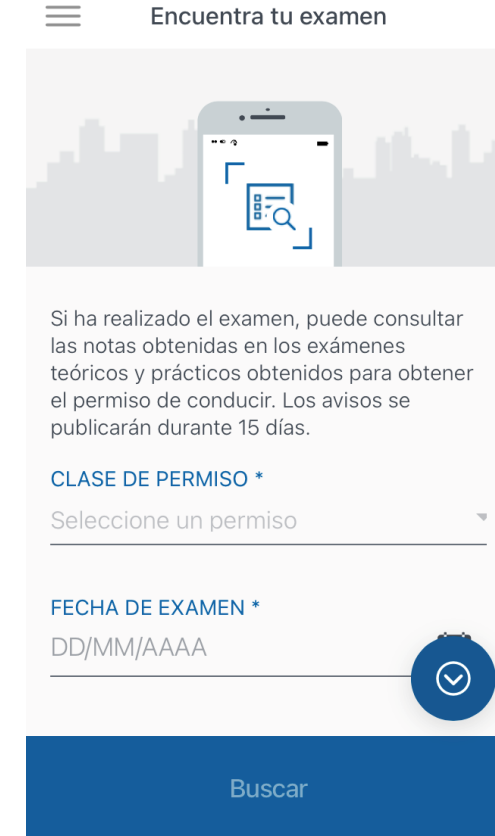 Encuentra tu examen
Si ha realizado el examen, puede consultar
las notas obtenidas en los exámenes
teóricos y prácticos obtenidos para obtener
el permiso de conducir. Los avisos se
publicarán durante 15 días.
CLASE DE PERMISO *
Seleccione un permiso
FECHA DE EXAMEN *
DD/MM/AAAA
Buscar